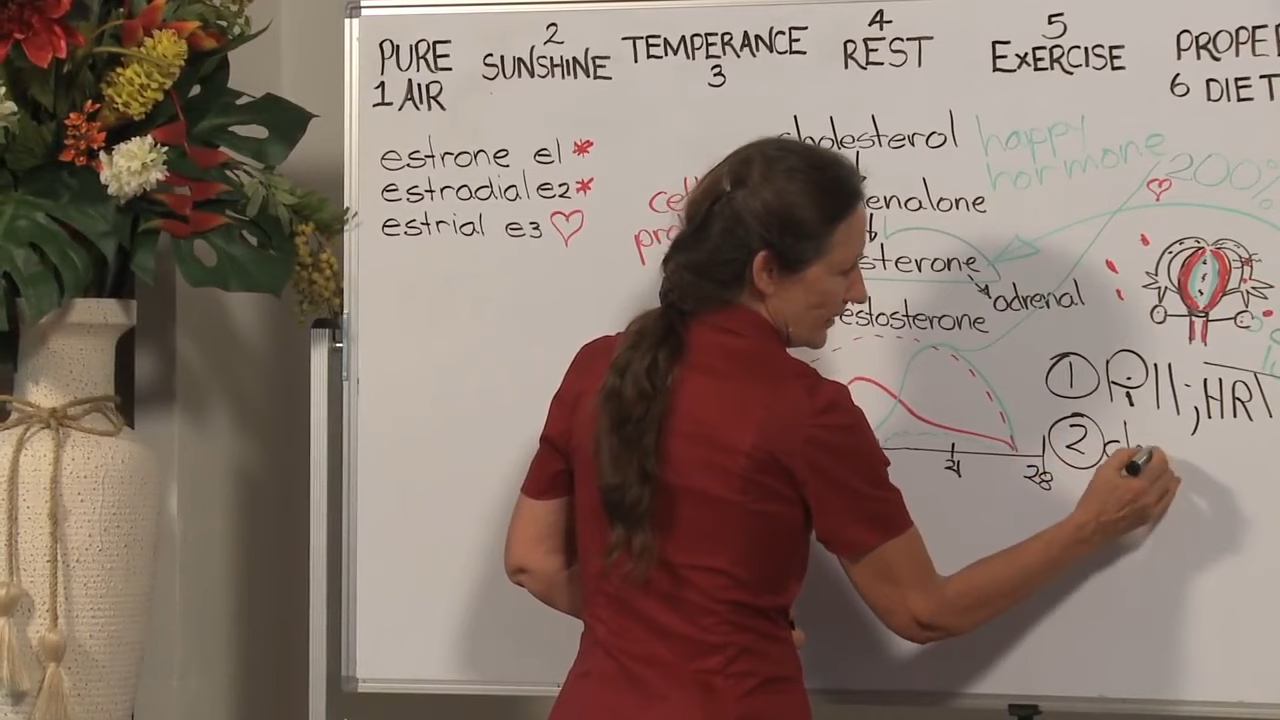 PURE
1 AIR
2
SUNSHINE
TEMPERANCE
3
4
REST
5
EXERCISE
6 DIET
estrone e1 *
estradial e2 *
estrial e3 ♡
cholesterol
happy
hormone
200%
enalone
sterone
adrenal
estosterone
21
28
① Pill; HR
②